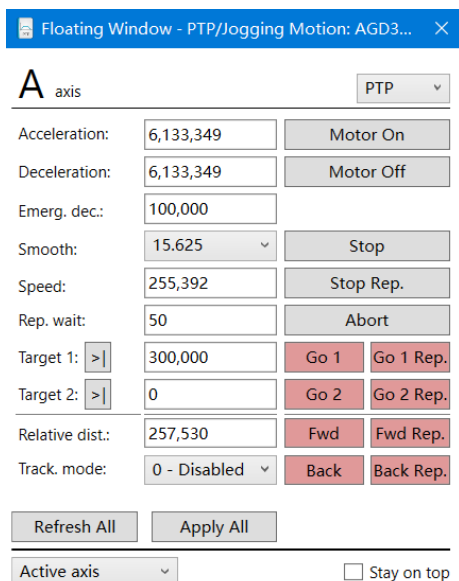 Floating Window - PTP/Jogging Motion: AGD3...
A axis PTP
Acceleration: 6,133,349 Motor On
Deceleration: 6,133,349 Motor Off
Emerg. dec.: 100,000
Smooth: 15.625 Stop
Speed: 255,392 Stop Rep.
Rep. wait: 50 Abort
Target 1: >| 300,000 Go 1 Go 1 Rep.
Target 2: >| 0 Go 2 Go 2 Rep.
Relative dist.: 257,530 Fwd Fwd Rep.
Track. mode: 0 - Disabled Back Back Rep.
Refresh All Apply All
Active axis Stay on top